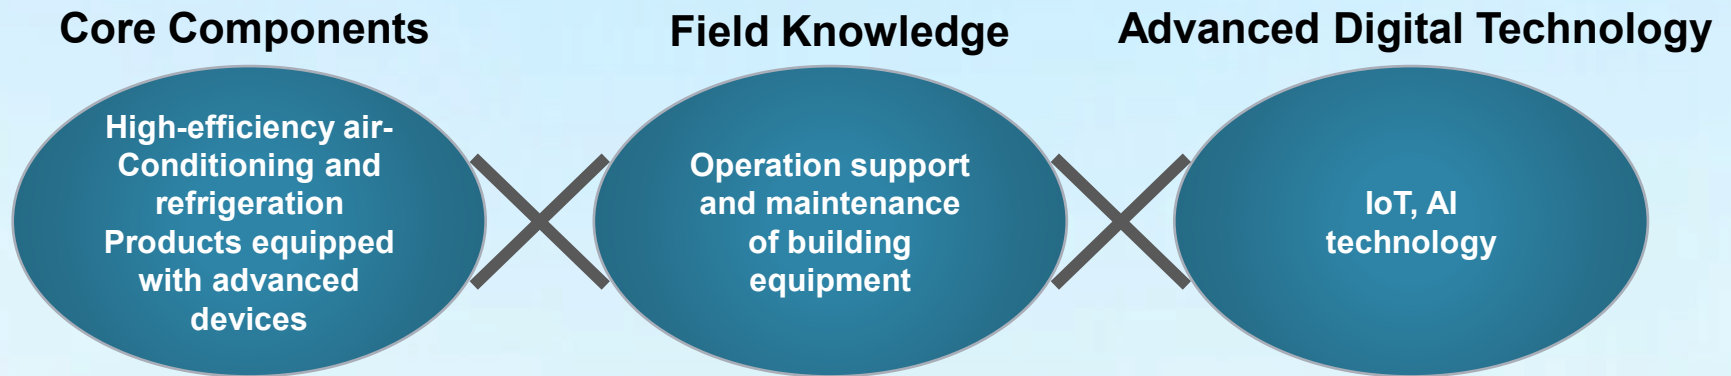 Core Components
Field Knowledge
Advanced Digital Technology
High-efficiency air-
Conditioning and
refrigeration
Products equipped
with advanced
devices
Operation support
and maintenance
of building
equipment
IoT, AI
technology